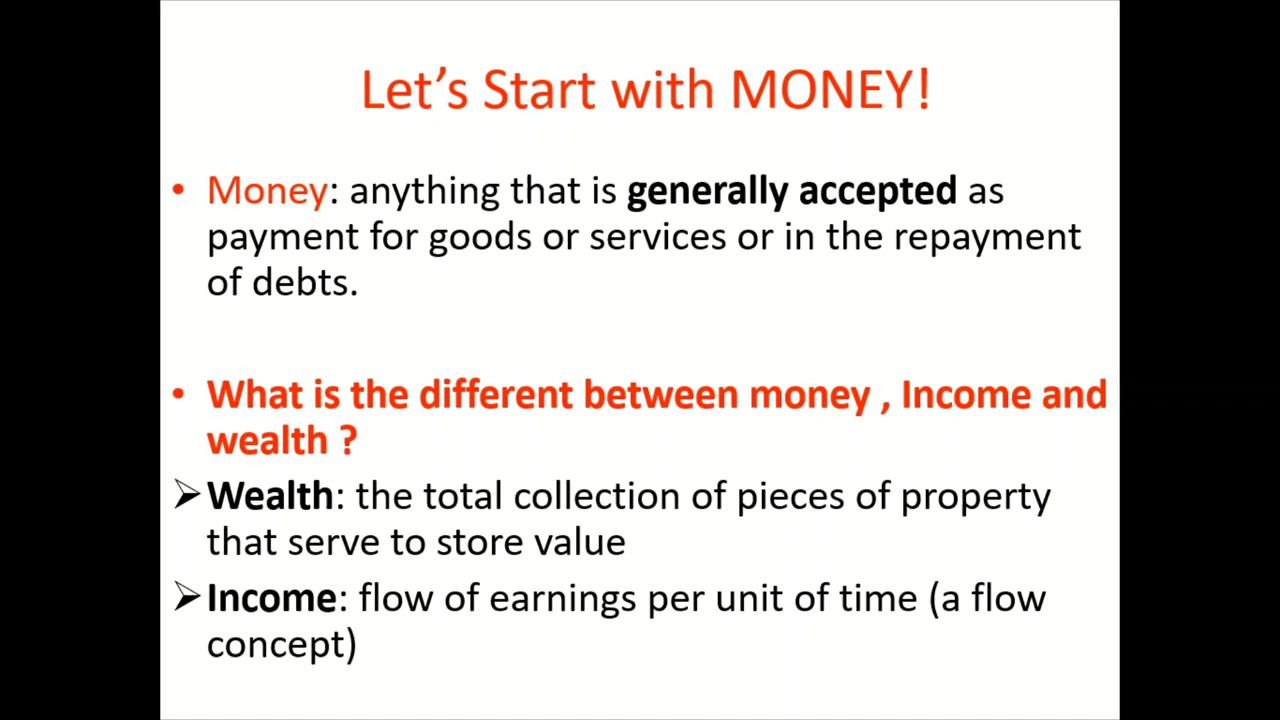 Let's Start with MONEY!
• Money: anything that is generally accepted as
payment for goods or services or in the repayment
of debts.
• What is the different between money , Income and
wealth ?
➢Wealth: the total collection of pieces of property
that serve to store value
➢Income: flow of earnings per unit of time (a flow
concept)